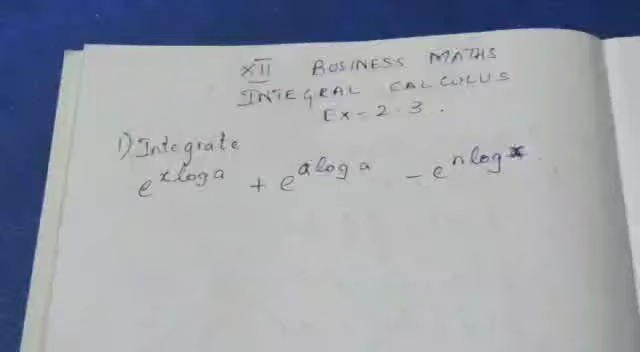 XII BUSINESS MATHS
INTEGRAL CALCULUS
Ex-2.3.
1) Integrate
e^{x log a} + e^{a log a} - e^{n log x}.